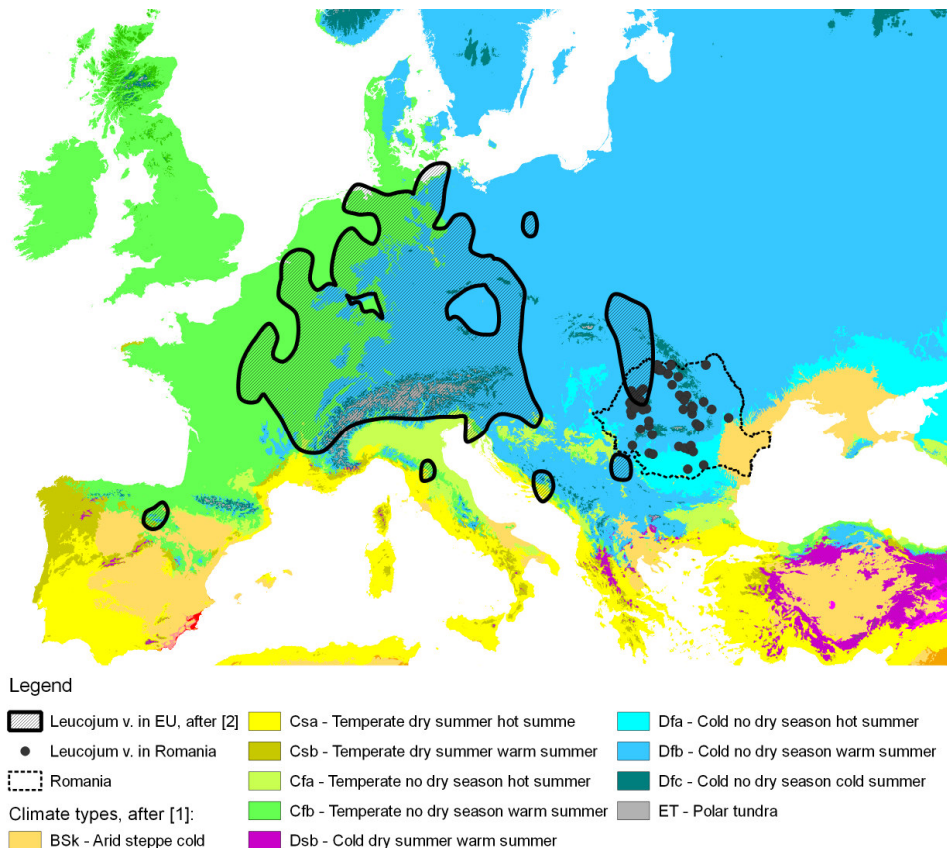 Legend
Leucojum v. in EU, after [2]
Leucojum v. in Romania
Romania
Climate types, after [1]:
BSk - Arid steppe cold
Csa - Temperate dry summer hot summe
Csb - Temperate dry summer warm summer
Cfa - Temperate no dry season hot summer
Cfb - Temperate no dry season warm summer
Dsb - Cold dry summer warm summer
Dfa - Cold no dry season hot summer
Dfb - Cold no dry season warm summer
Dfc - Cold no dry season cold summer
ET - Polar tundra